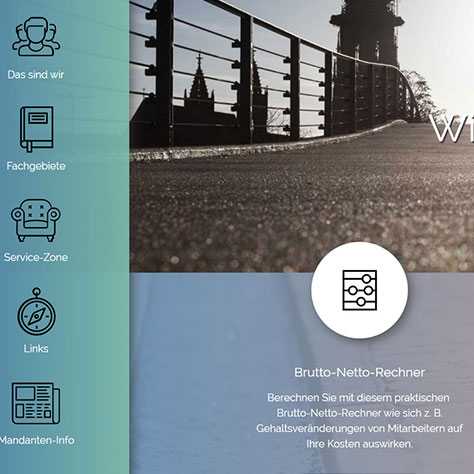 Das sind wir
Fachgebiete
Service-Zone
Links
Mandanten-Info
Wi
Brutto-Netto-Rechner
Berechnen Sie mit diesem praktischen
Brutto-Netto-Rechner wie sich z. B.
Gehaltsveränderungen von Mitarbeitern auf
Ihre Kosten auswirken.